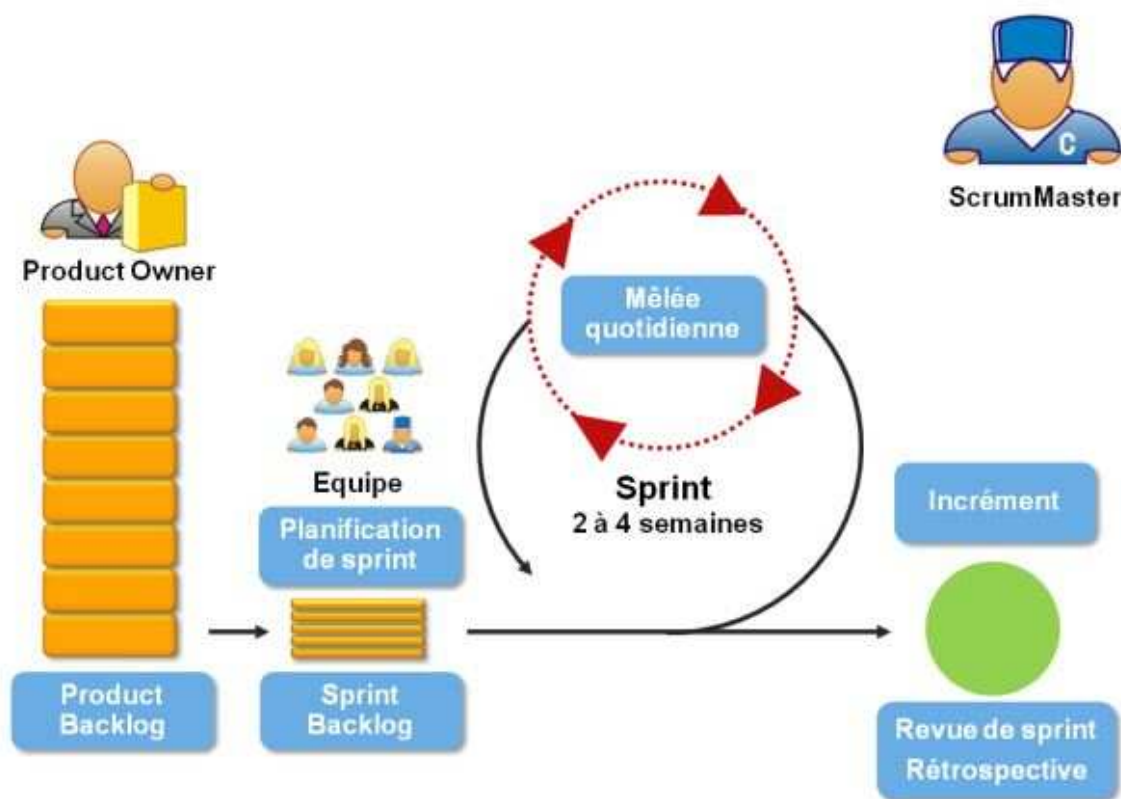 ScrumMaster
C
Product Owner
Mêlée
quotidienne
Equipe
Sprint
2 à 4 semaines
Planification
de sprint
Incrément
Product
Backlog
Sprint
Backlog
Revue de sprint
Rétrospective